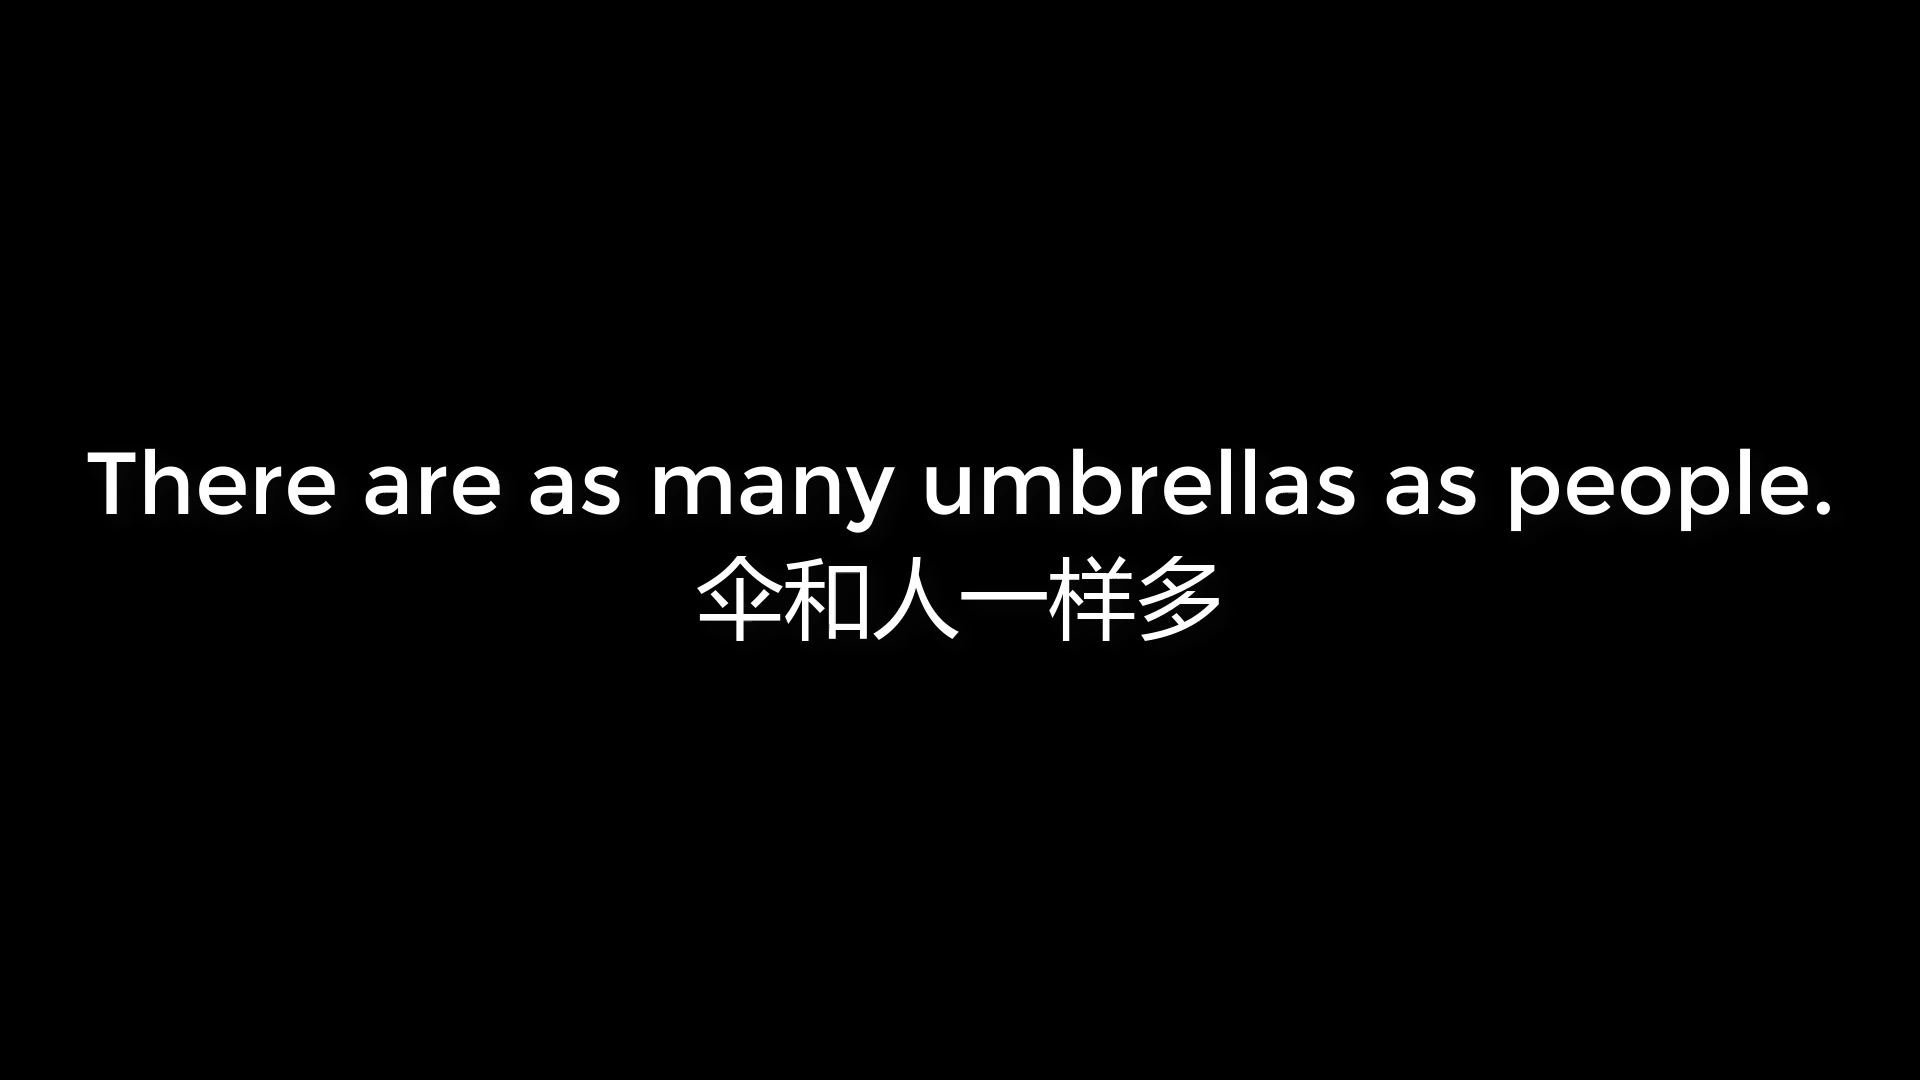 There are as many umbrellas as people.
伞和人一样多